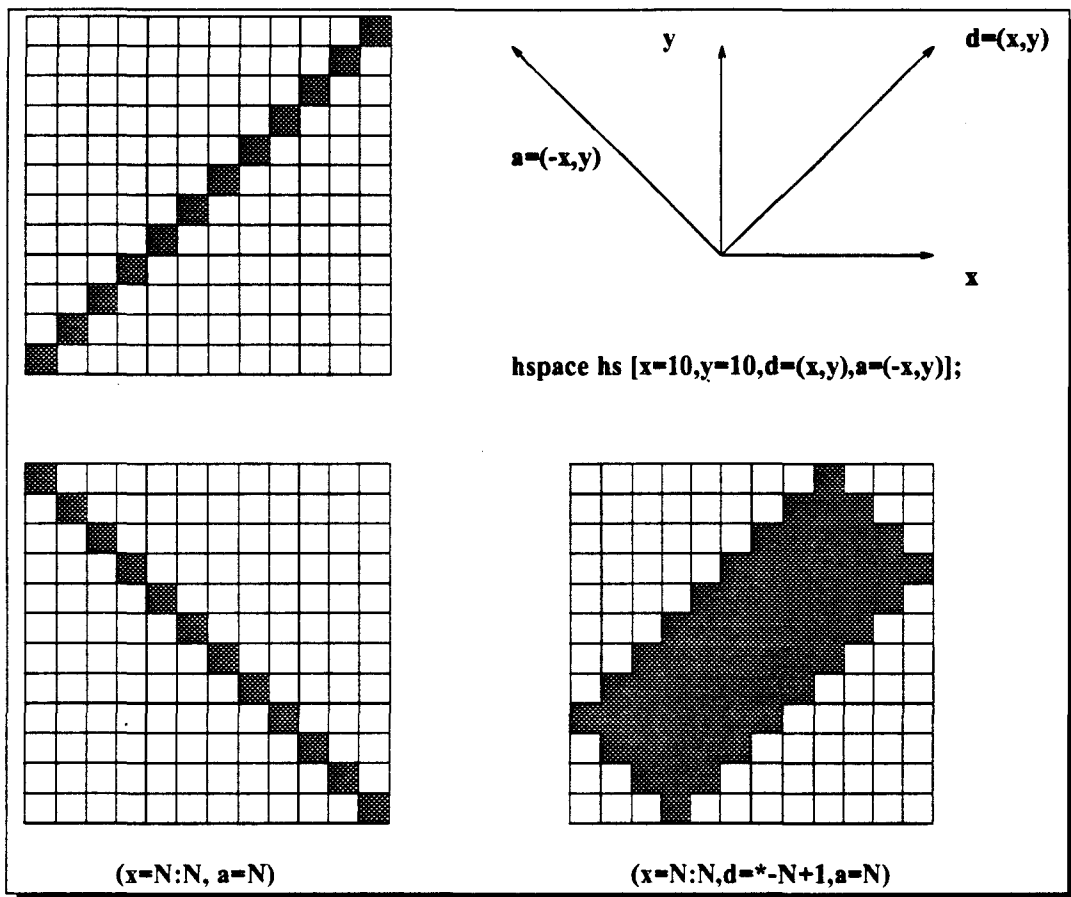 y
d=(x,y)
a=(-x,y)
x
hspace hs [x=10,y=10,d=(x,y),a=(-x,y)];
(x=N:N, a=N)
(x=N:N,d=*-N+1,a=N)